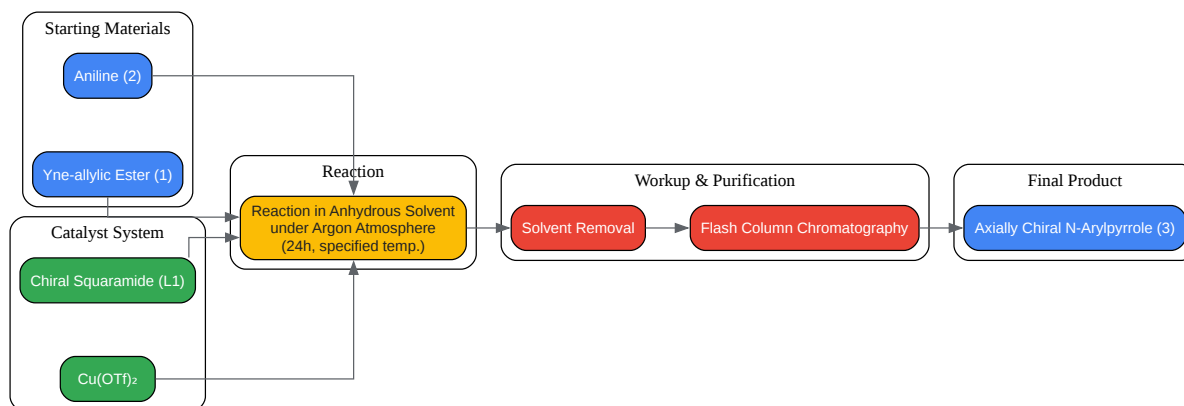 Starting Materials
Aniline (2)
Yne-allylic Ester (1)
Catalyst System
Chiral Squaramide (L1)
Cu(OTf)₂
Reaction
Reaction in Anhydrous Solvent
under Argon Atmosphere
(24h, specified temp.)
Workup & Purification
Solvent Removal
Flash Column Chromatography
Final Product
Axially Chiral N-Arylpyrrole (3)